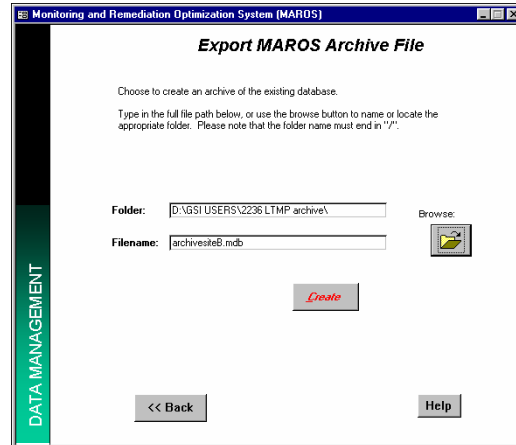 Monitoring and Remediation Optimization System (MAROS)
Export MAROS Archive File
Choose to create an archive of the existing database.
Type in the full file path below, or use the browse button to name or locate the
appropriate folder. Please note that the folder name must end in "/".
Folder: D:\GSI USERS\2236 LTMP archive\
Browse:
Filename: archivesiteB.mdb
Create
DATA MANAGEMENT
<< Back
Help